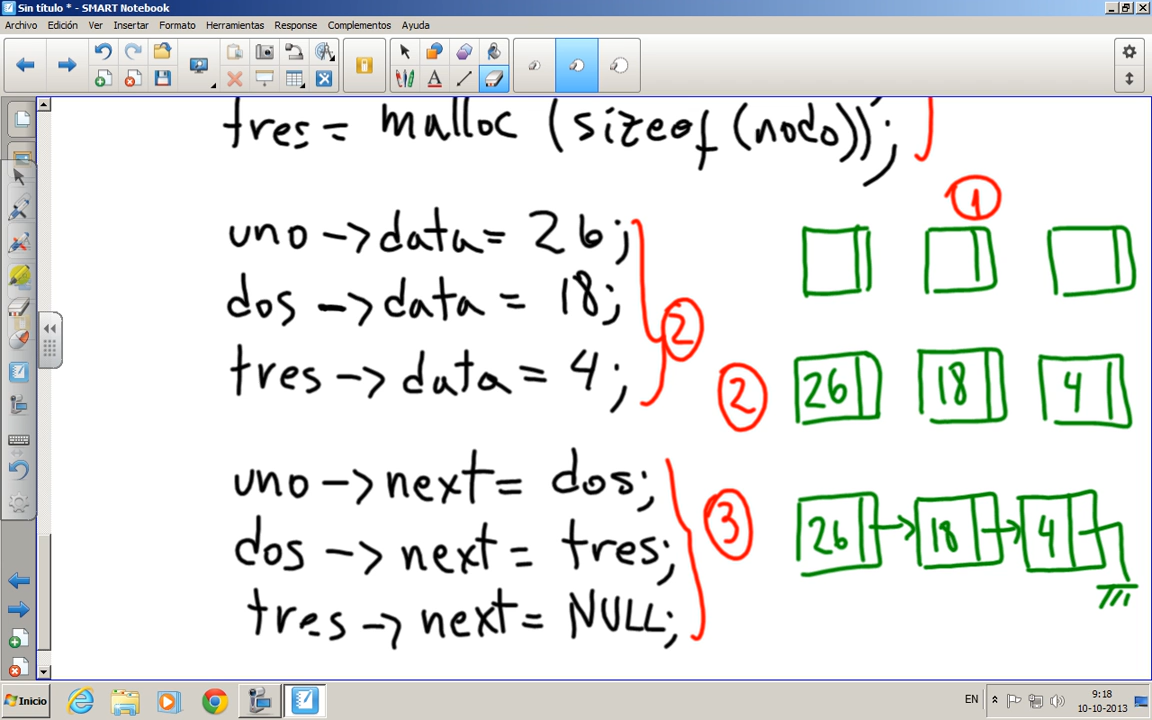 Sin título * - SMART Notebook
Archivo Edición Ver Insertar Formato Herramientas Response Complementos Ayuda
tres = malloc (sizeof (nodo));
1
uno -> data = 26;
dos -> data = 18;
2
tres -> data = 4;
2
26 18 4
uno -> next = dos;
3
dos -> next = tres;
26 18 4
tres -> next = NULL;
Inicio
EN
9:18
10-10-2013